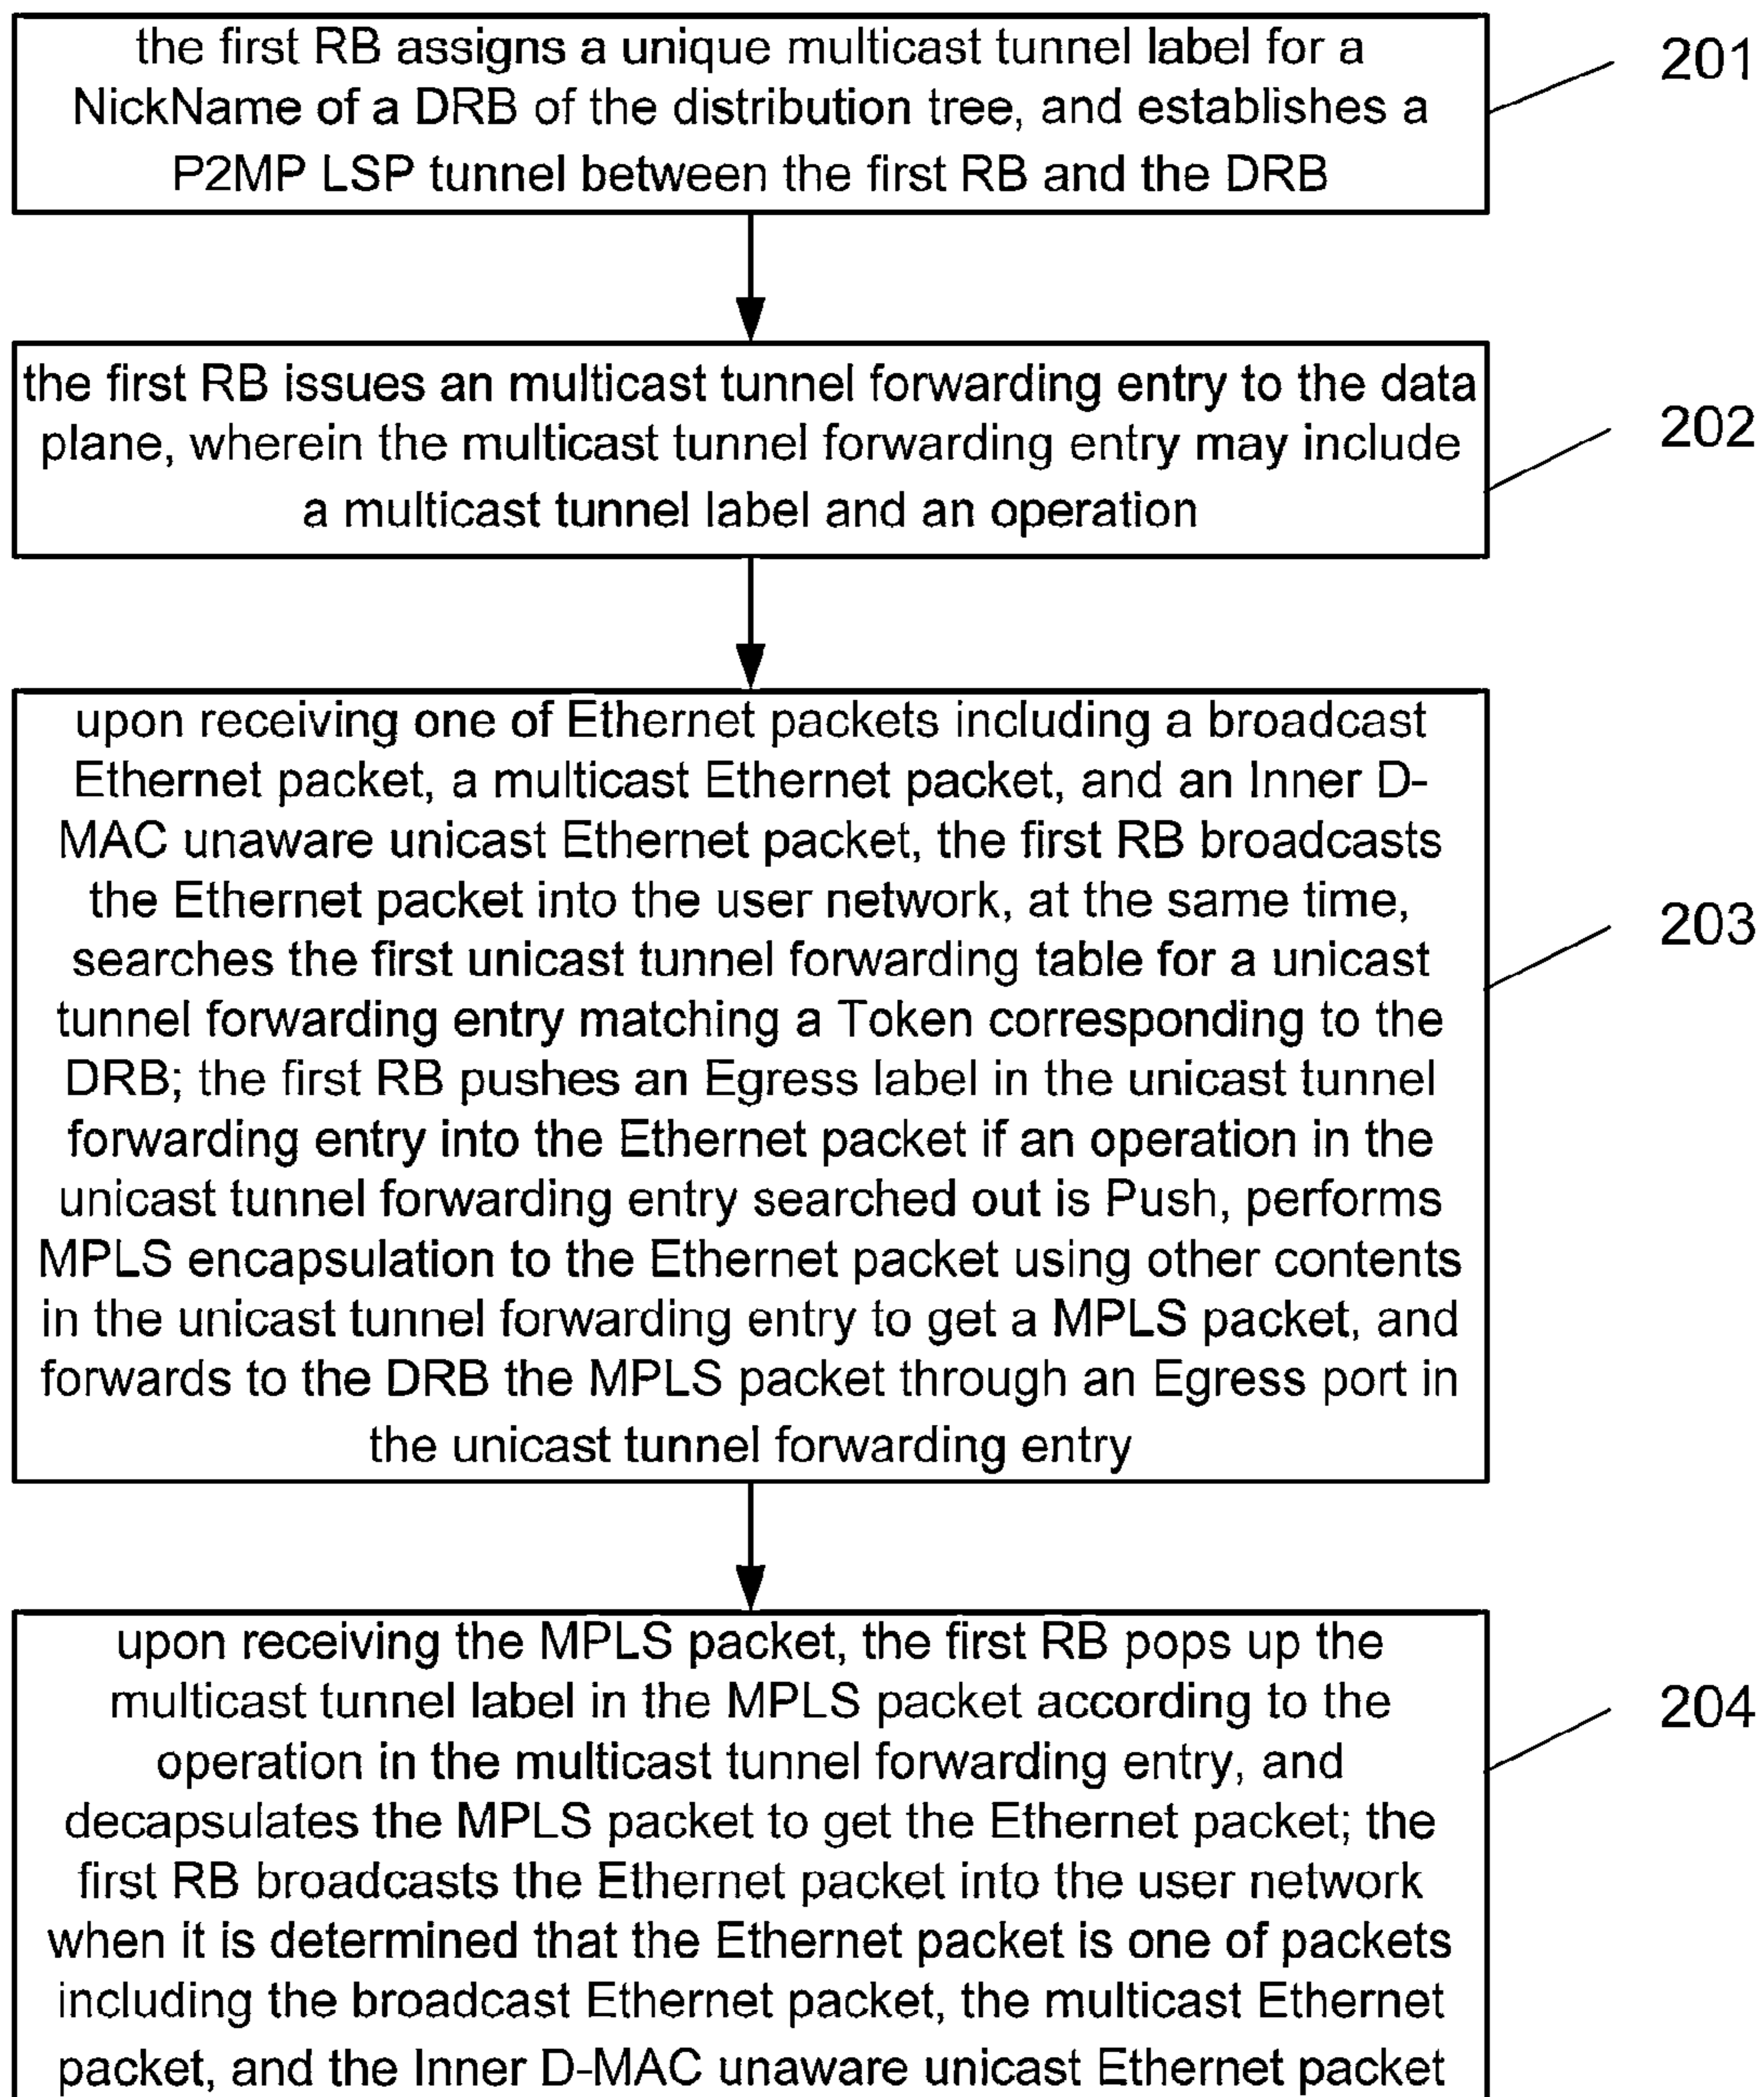 the first RB assigns a unique multicast tunnel label for a
NickName of a DRB of the distribution tree, and establishes a
P2MP LSP tunnel between the first RB and the DRB
201
the first RB issues an multicast tunnel forwarding entry to the data
plane, wherein the multicast tunnel forwarding entry may include
a multicast tunnel label and an operation
202
upon receiving one of Ethernet packets including a broadcast
Ethernet packet, a multicast Ethernet packet, and an Inner D-
MAC unaware unicast Ethernet packet, the first RB broadcasts
the Ethernet packet into the user network, at the same time,
searches the first unicast tunnel forwarding table for a unicast
tunnel forwarding entry matching a Token corresponding to the
DRB; the first RB pushes an Egress label in the unicast tunnel
forwarding entry into the Ethernet packet if an operation in the
unicast tunnel forwarding entry searched out is Push, performs
MPLS encapsulation to the Ethernet packet using other contents
in the unicast tunnel forwarding entry to get a MPLS packet, and
forwards to the DRB the MPLS packet through an Egress port in
the unicast tunnel forwarding entry
203
upon receiving the MPLS packet, the first RB pops up the
multicast tunnel label in the MPLS packet according to the
operation in the multicast tunnel forwarding entry, and
decapsulates the MPLS packet to get the Ethernet packet; the
first RB broadcasts the Ethernet packet into the user network
when it is determined that the Ethernet packet is one of packets
including the broadcast Ethernet packet, the multicast Ethernet
packet, and the Inner D-MAC unaware unicast Ethernet packet
204